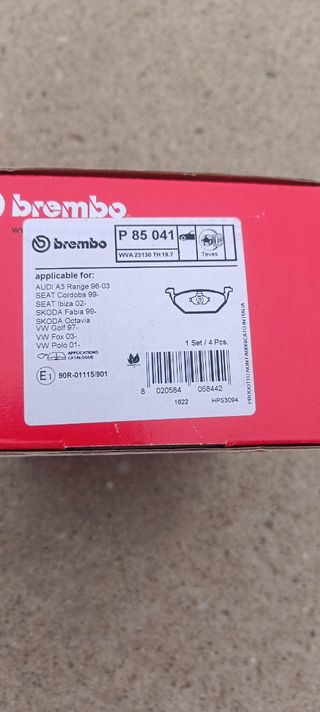 brembo
brembo
P 85 041
WVA 23130 TH 19.7
Teves
applicable for:
AUDI A3 Range 96-03
SEAT Cordoba 99-
SEAT Ibiza 02-
SKODA Fabia 99-
SKODA Octavia
VW Golf 97-
VW Fox 03-
VW Polo 01-
APPLICATIONS
CATALOGUE
1 Set / 4 Pcs.
E1
90R-01115/901
8 020584 058442
1622
HPS3094
PRODOTTO NON FABBRICATO IN ITALIA